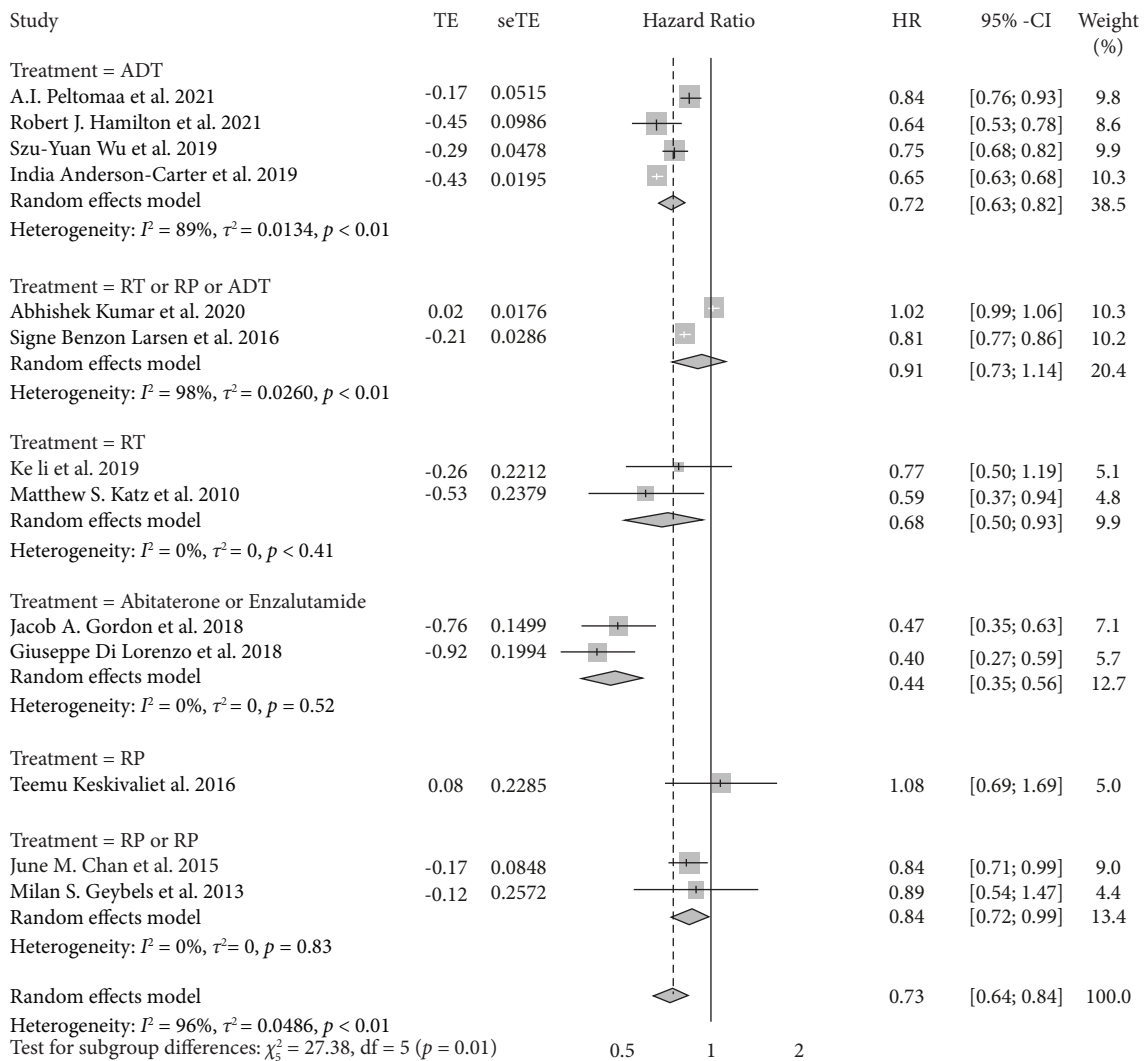 Study TE seTE Hazard Ratio HR 95% -CI Weight (%)
Treatment = ADT
A.I. Peltomaa et al. 2021 -0.17 0.0515 0.84 [0.76; 0.93] 9.8
Robert J. Hamilton et al. 2021 -0.45 0.0986 0.64 [0.53; 0.78] 8.6
Szu-Yuan Wu et al. 2019 -0.29 0.0478 0.75 [0.68; 0.82] 9.9
India Anderson-Carter et al. 2019 -0.43 0.0195 0.65 [0.63; 0.68] 10.3
Random effects model 0.72 [0.63; 0.82] 38.5
Heterogeneity: I² = 89%, τ² = 0.0134, p < 0.01
Treatment = RT or RP or ADT
Abhishek Kumar et al. 2020 0.02 0.0176 1.02 [0.99; 1.06] 10.3
Signe Benzon Larsen et al. 2016 -0.21 0.0286 0.81 [0.77; 0.86] 10.2
Random effects model 0.91 [0.73; 1.14] 20.4
Heterogeneity: I² = 98%, τ² = 0.0260, p < 0.01
Treatment = RT
Ke li et al. 2019 -0.26 0.2212 0.77 [0.50; 1.19] 5.1
Matthew S. Katz et al. 2010 -0.53 0.2379 0.59 [0.37; 0.94] 4.8
Random effects model 0.68 [0.50; 0.93] 9.9
Heterogeneity: I² = 0%, τ² = 0, p < 0.41
Treatment = Abitaterone or Enzalutamide
Jacob A. Gordon et al. 2018 -0.76 0.1499 0.47 [0.35; 0.63] 7.1
Giuseppe Di Lorenzo et al. 2018 -0.92 0.1994 0.40 [0.27; 0.59] 5.7
Random effects model 0.44 [0.35; 0.56] 12.7
Heterogeneity: I² = 0%, τ² = 0, p = 0.52
Treatment = RP
Teemu Keskivaliet al. 2016 0.08 0.2285 1.08 [0.69; 1.69] 5.0
Treatment = RP or RP
June M. Chan et al. 2015 -0.17 0.0848 0.84 [0.71; 0.99] 9.0
Milan S. Geybels et al. 2013 -0.12 0.2572 0.89 [0.54; 1.47] 4.4
Random effects model 0.84 [0.72; 0.99] 13.4
Heterogeneity: I² = 0%, τ² = 0, p = 0.83
Random effects model 0.73 [0.64; 0.84] 100.0
Heterogeneity: I² = 96%, τ² = 0.0486, p < 0.01
Test for subgroup differences: χ²₅ = 27.38, df = 5 (p = 0.01) 0.5 1 2